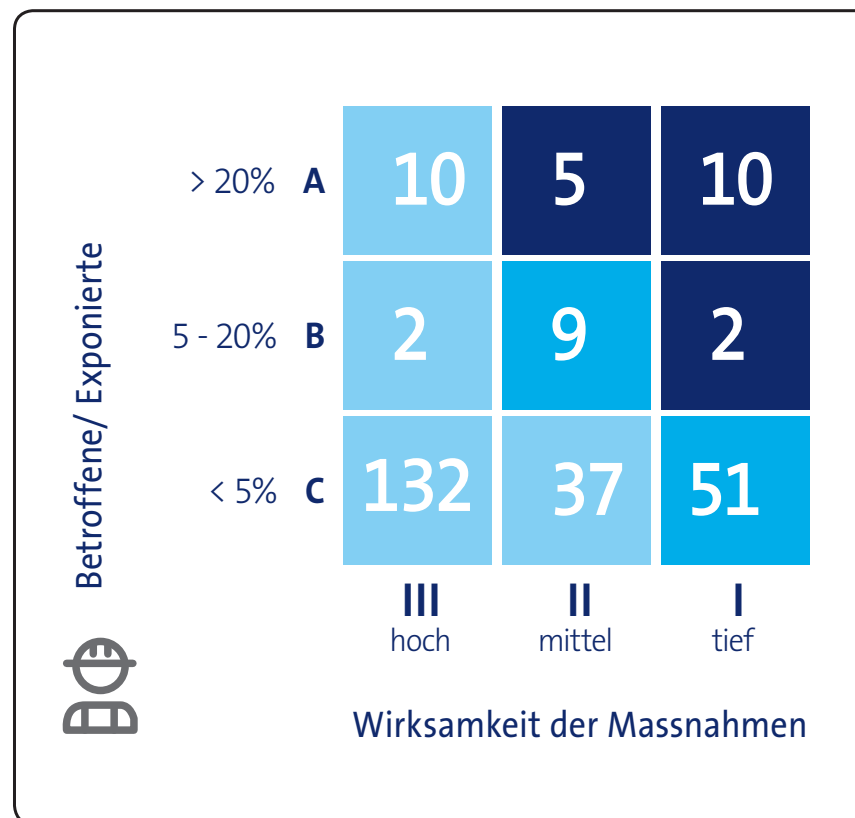 Betroffene/ Exponierte
> 20% A 10 5 10
5 - 20% B 2 9 2
< 5% C 132 37 51
III II I
hoch mittel tief
Wirksamkeit der Massnahmen